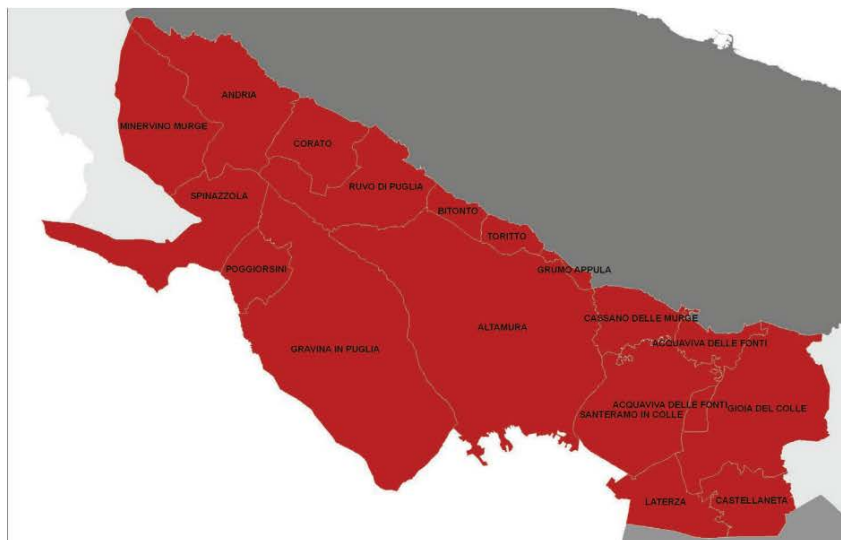 ANDRIA
MINERVINO MURGE
CORATO
RUVO DI PUGLIA
SPINAZZOLA
BITONTO
TORITTO
POGGIORSINI
GRUMO APPULA
CASSANO DELLE MURGE
ALTAMURA
ACQUAVIVA DELLE FONTI
GRAVINA IN PUGLIA
ACQUAVIVA DELLE FONTI
SANTERAMO IN COLLE
GIOIA DEL COLLE
LATERZA
CASTELLANETA